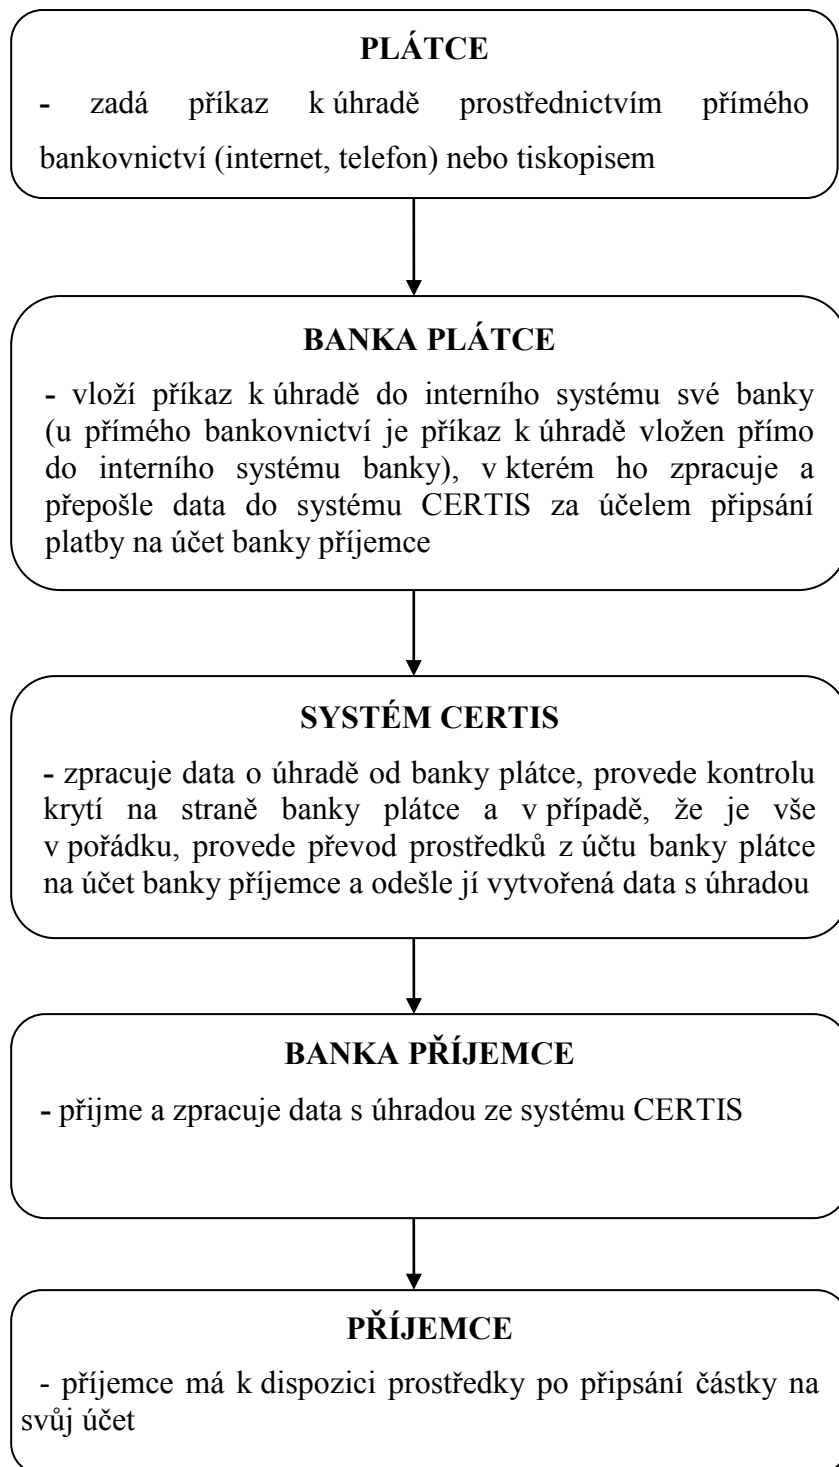 PLÁTCE
- zadá příkaz k úhradě prostřednictvím přímého
bankovnictví (internet, telefon) nebo tiskopisem
BANKA PLÁTCE
- vloží příkaz k úhradě do interního systému své banky
(u přímého bankovnictví je příkaz k úhradě vložen přímo
do interního systému banky), v kterém ho zpracuje a
přepošle data do systému CERTIS za účelem připsání
platby na účet banky příjemce
SYSTÉM CERTIS
- zpracuje data o úhradě od banky plátce, provede kontrolu
krytí na straně banky plátce a v případě, že je vše
v pořádku, provede převod prostředků z účtu banky plátce
na účet banky příjemce a odešle jí vytvořená data s úhradou
BANKA PŘÍJEMCE
- přijme a zpracuje data s úhradou ze systému CERTIS
PŘÍJEMCE
- příjemce má k dispozici prostředky po připsání částky na
svůj účet